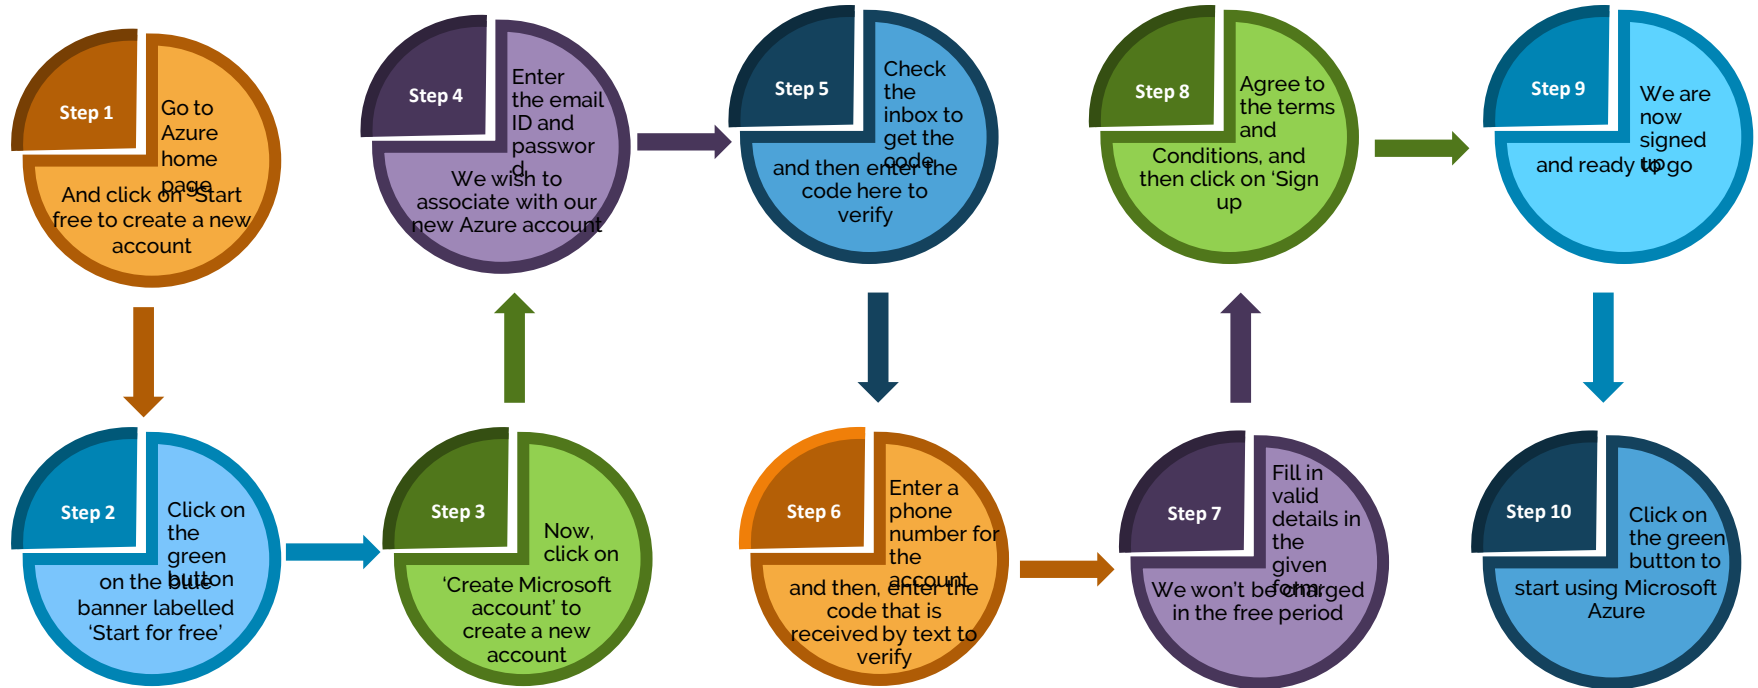 Step 1
Go to
Azure
home
page
And click on ‘Start
free to create a new
account
Step 2
Click on
the
green
button
on the blue
banner labelled
‘Start for free’
Step 3
Now,
click on
‘Create Microsoft
account’ to
create a new
account
Step 4
Enter
the email
ID and
passwor
d
We wish to
associate with our
new Azure account
Step 5
Check
the
inbox to
get the
code
and then enter the
code here to
verify
Step 6
Enter a
phone
number for
the
account
and then, enter the
code that is
received by text to
verify
Step 7
Fill in
valid
details in
the
given
form.
We won’t be charged
in the free period
Step 8
Agree to
the terms
and
Conditions, and
then click on ‘Sign
up
Step 9
We are
now
signed
up
and ready to go
Step 10
Click on
the green
button to
start using Microsoft
Azure